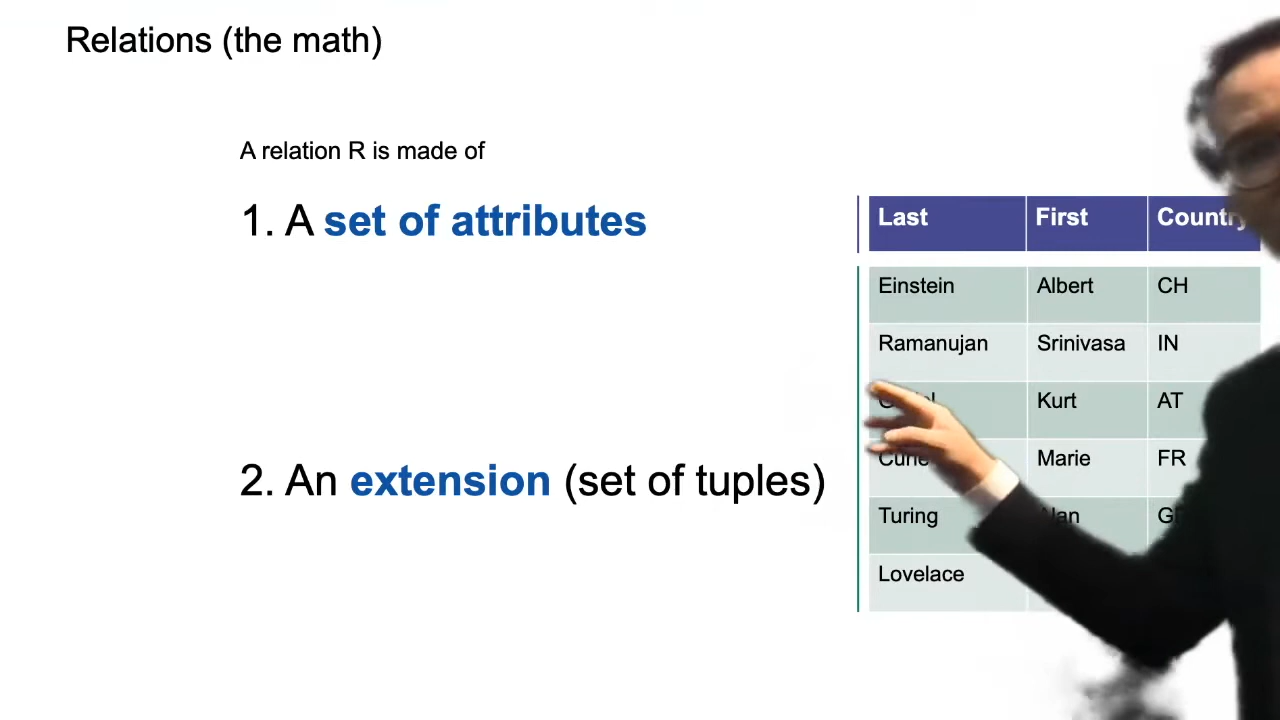 Relations (the math)
A relation R is made of
1. A set of attributes
2. An extension (set of tuples)
Last First Country
Einstein Albert CH
Ramanujan Srinivasa IN
Kurt AT
Marie FR
Turing
Lovelace